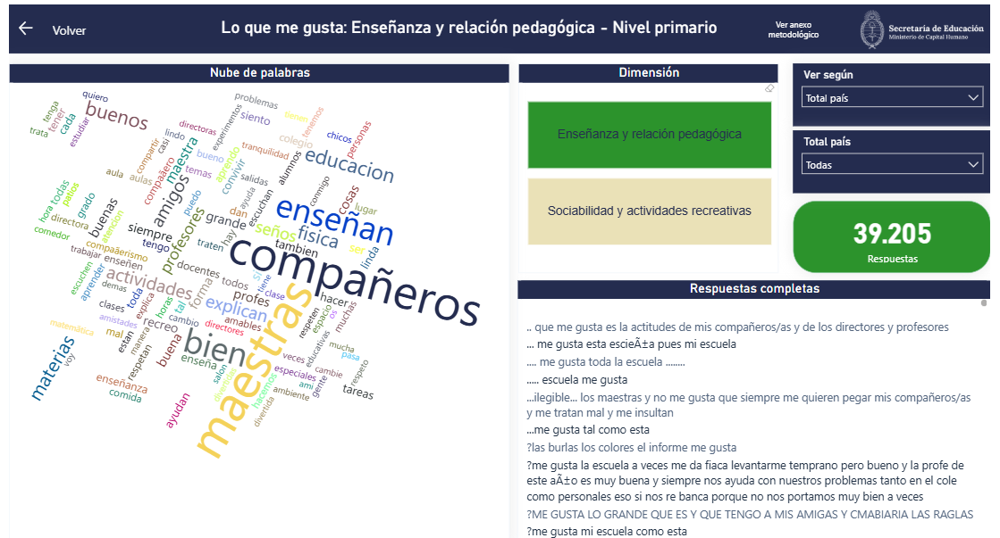 Volver
Lo que me gusta: Enseñanza y relación pedagógica - Nivel primario
Ver anexo
metodológico
Secretaría de Educación
Ministerio de Capital Humano
Nube de palabras
quiero
buenos
tenga
tener
cada
trata
estudiar
problemas
tienen
siento
experimentos
directoras
lindo
casi
compartir
maestra
bueno
temas
tenemos
colegio
chicos
personas
tranquilidad
aprendo
convivir
alumnos
educacion
aula
aulas
compañero
amigos
salidas
ayuda
escuchan
conmigo
cosas
lugar
hora
todas
patios
grado
directora
comedor
buenas
atencion
siempre
tengo
puedo
profesores
grande
dan
hay
señas
enseñan
fisica
ser
linda
tambien
traten
compañeros
compañerismo
trabajar
enseñen
escuchen
aprender
demas
actividades
docentes
todos
si
tiene
clase
profes
forma
tal
toda
explica
horas
explican
hacer
muchas
os
espacio
respeten
clases
amistades
matemática
mal
estan
manera
respetan
recreo
cambio
directores
amables
buena
bien
maestras
educativas
mucha
pasa
materias
voy
enseña
salon
divertidas
hacemos
divertida
veces
especiales
ami
ambiente
gente
cambie
respeto
tareas
enseñanza
comida
ayudan
Dimensión
Enseñanza y relación pedagógica
Sociabilidad y actividades recreativas
Ver según
Total país
Total país
Todas
39.205
Respuestas
Respuestas completas
.. que me gusta es la actitudes de mis compañeros/as y de los directores y profesores
... me gusta esta escieÃ±a pues mi escuela
.... me gusta toda la escuela ........
..... escuela me gusta
...ilegible... los maestras y no me gusta que siempre me quieren pegar mis compañeros/as
y me tratan mal y me insultan
...me gusta tal como esta
?las burlas los colores el informe me gusta
?me gusta la escuela a veces me da fiaca levantarme temprano pero bueno y la profe de
este aÃ±o es muy buena y siempre nos ayuda con nuestros problemas tanto en el cole
como personales eso si nos re banca porque no nos portamos muy bien a veces
?ME GUSTA LO GRANDE QUE ES Y QUE TENGO A MIS AMIGAS Y CMABIARIA LAS RAGLAS
?me gusta mi escuela como esta